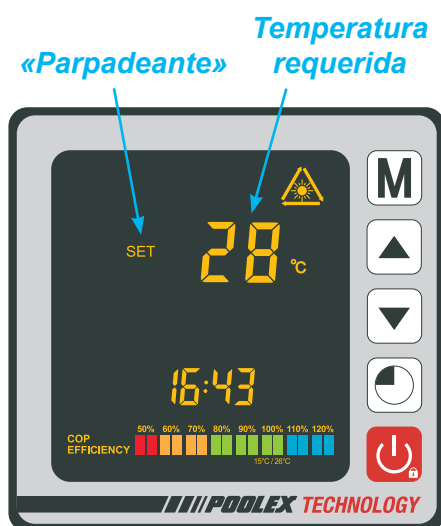 Temperatura
«Parpadeante» requerida
M
SET 28 °C
16:43
50% 60% 70% 80% 90% 100% 110% 120%
COP
EFFICIENCY
15°C / 26°C
POOLEX TECHNOLOGY